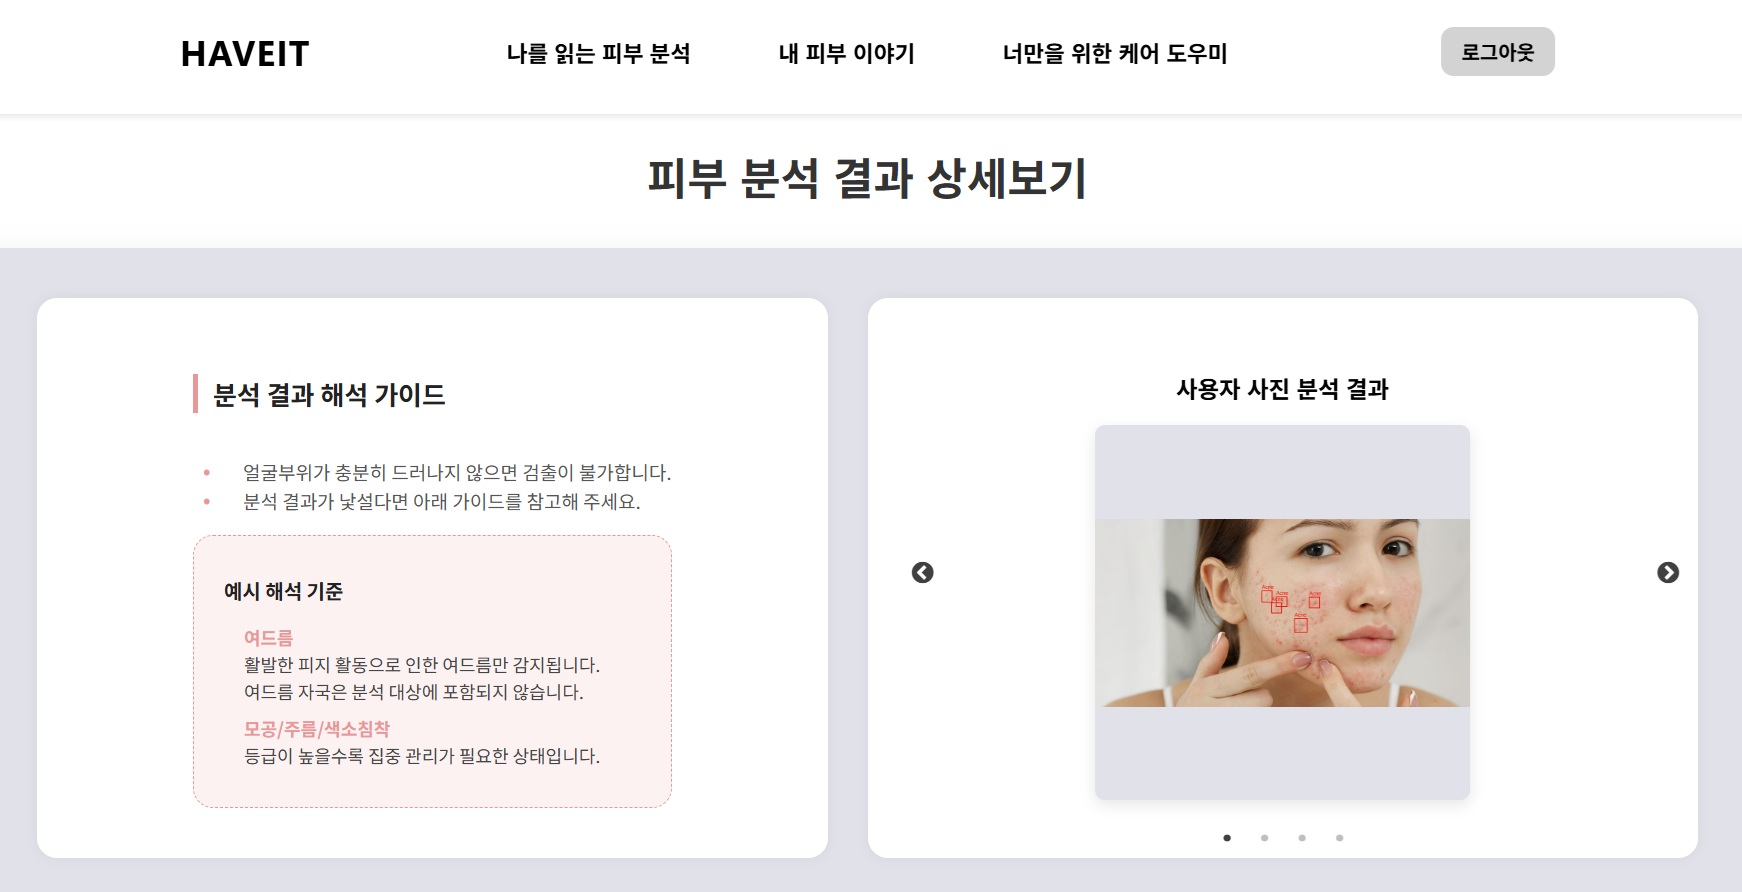 HAVEIT
나를 읽는 피부 분석
내 피부 이야기
너만을 위한 케어 도우미
로그아웃
피부 분석 결과 상세보기
분석 결과 해석 가이드
얼굴부위가 충분히 드러나지 않으면 검출이 불가합니다.
분석 결과가 낯설다면 아래 가이드를 참고해 주세요.
예시 해석 기준
여드름
활발한 피지 활동으로 인한 여드름만 감지됩니다.
여드름 자국은 분석 대상에 포함되지 않습니다.
모공/주름/색소침착
등급이 높을수록 집중 관리가 필요한 상태입니다.
사용자 사진 분석 결과
Acne
Acne
Acne
Acne
Acne